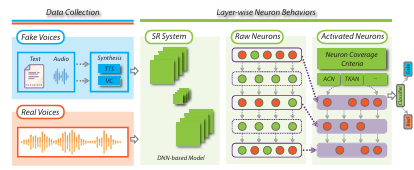 Data Collection
Layer-wise Neuron Behaviors
Fake Voices
Text
Audio
Synthesis
TTS
VC
Real Voices
SR System
DNN-based Model
Raw Neurons
Activated Neurons
Neuron Coverage
Criteria
ACN
TKAN
...
Classifier
Fake
Real